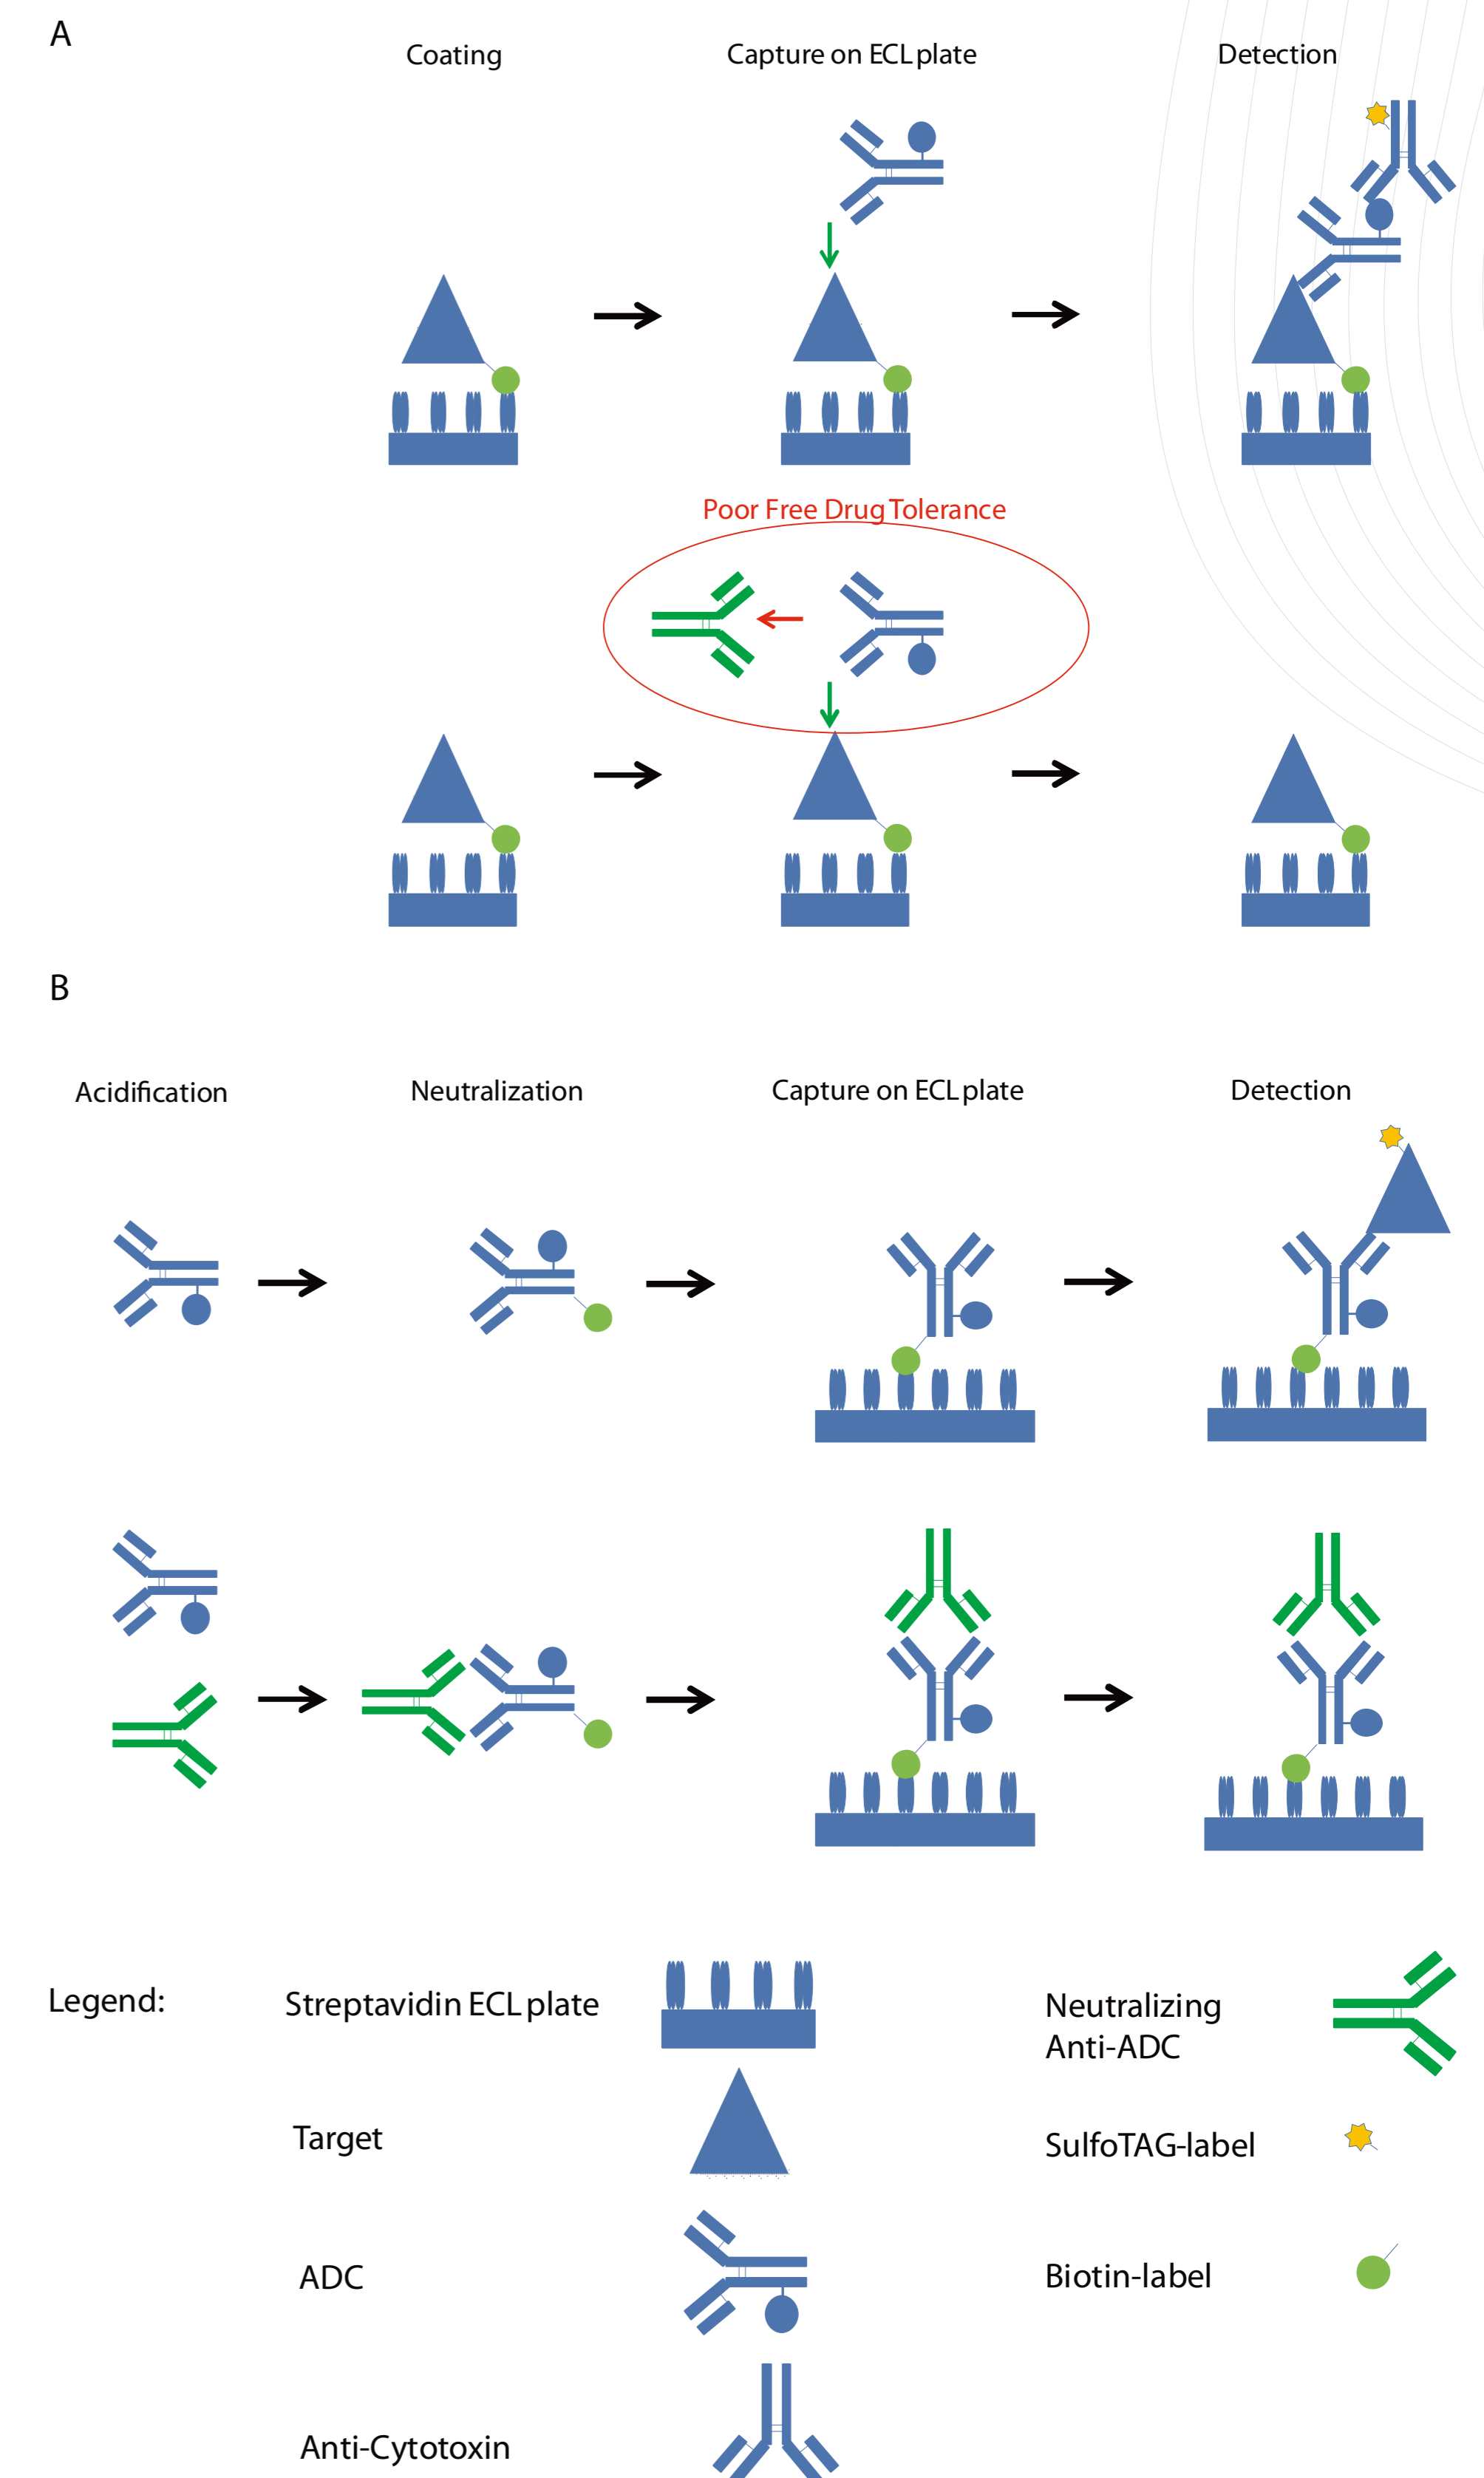 A
Coating
Capture on ECL plate
Detection
Poor Free Drug Tolerance
B
Acidification
Neutralization
Capture on ECL plate
Detection
Legend:
Streptavidin ECL plate
Neutralizing
Anti-ADC
Target
SulfoTAG-label
ADC
Biotin-label
Anti-Cytotoxin